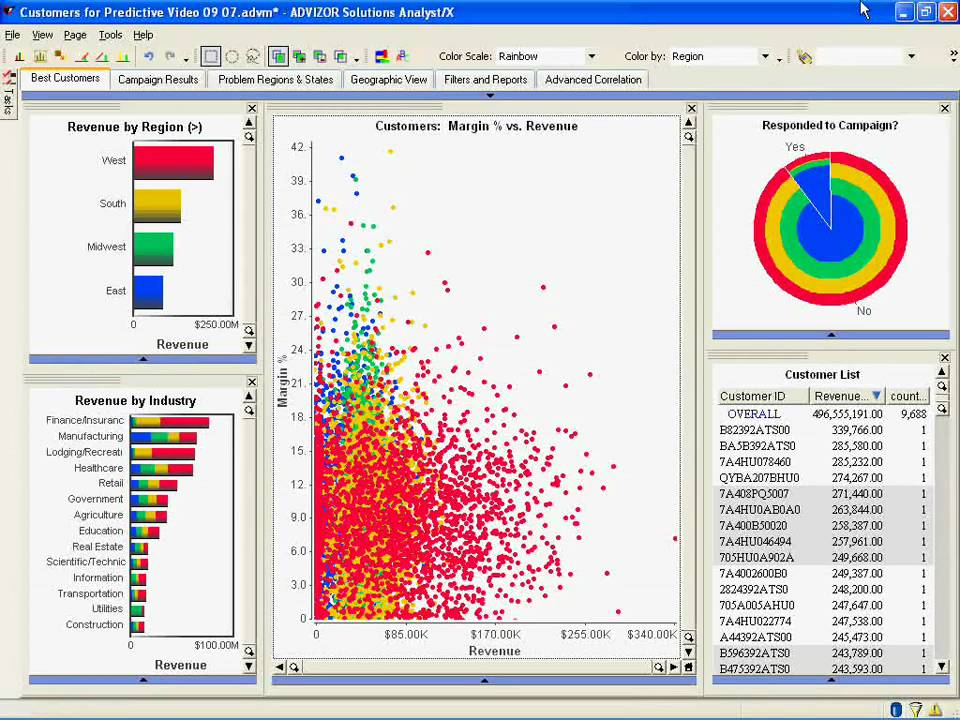 Customers for Predictive Video 09 07.advm* - ADVIZOR Solutions Analyst/X
File View Page Tools Help
Color Scale: Rainbow Color by: Region
Best Customers Campaign Results Problem Regions & States Geographic View Filters and Reports Advanced Correlation
Tasks
Revenue by Region (>)
West
South
Midwest
East
0 $250.00M
Revenue
Revenue by Industry
Finance/Insuranc
Manufacturing
Lodging/Recreati
Healthcare
Retail
Government
Agriculture
Education
Real Estate
Scientific/Technic
Information
Transportation
Utilities
Construction
0 $100.00M
Revenue
Customers: Margin % vs. Revenue
42.
39.
36.
33.
30.
27.
24.
21.
18.
15.
12.
9.0
6.0
3.0
0
Margin %
0 $85.00K $170.00K $255.00K $340.00K
Revenue
Responded to Campaign?
Yes
No
Customer List
Customer ID Revenue... count...
OVERALL 496,555,191.00 9,688
B82392ATS00 339,766.00 1
BA5B392ATS0 285,580.00 1
7A4HU078460 285,232.00 1
QYBA207BHU0 274,267.00 1
7A408PQ5007 271,440.00 1
7A4HU0AB0A0 263,844.00 1
7A400B50020 258,387.00 1
7A4HU046494 257,961.00 1
705HU0A902A 249,668.00 1
7A4002600B0 249,387.00 1
2824392ATS0 248,200.00 1
705A005AHU0 247,647.00 1
7A4HU022774 247,538.00 1
A44392ATS00 245,473.00 1
B596392ATS0 243,789.00 1
B475392ATS0 243,593.00 1